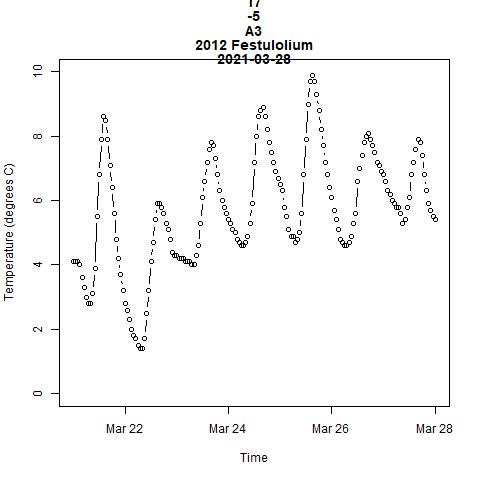 17
-5
A3
2012 Festulolium
2021-03-28
10
8
6
4
2
0
Temperature (degrees C)
Mar 22
Mar 24
Mar 26
Mar 28
Time